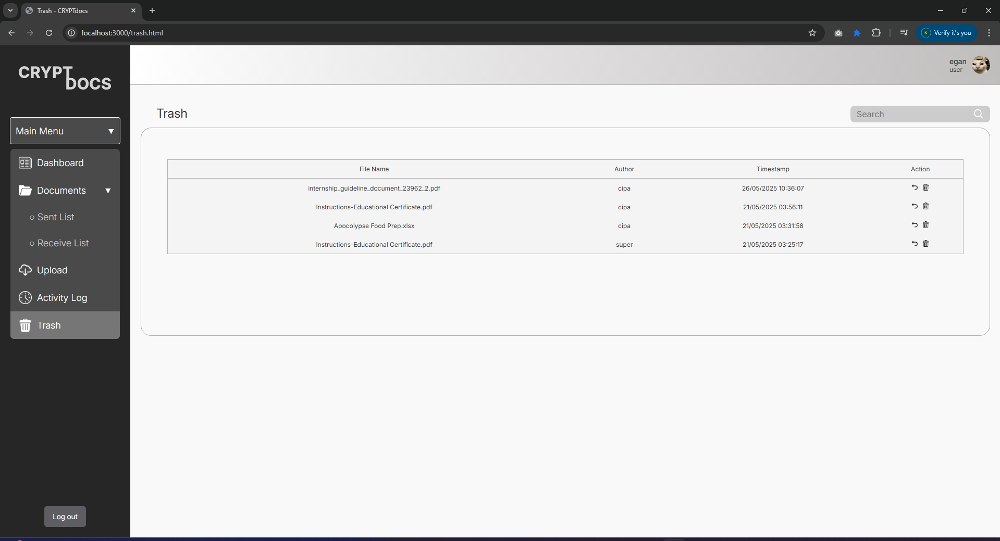 Trash - CRYPTdocs
localhost:3000/trash.html
K Verify it's you
CRYPT
DOCS
egan
user
Main Menu
Dashboard
Documents
Sent List
Receive List
Upload
Activity Log
Trash
Log out
Trash
Search
File Name Author Timestamp Action
internship_guideline_document_23962_2.pdf cipa 26/05/2025 10:36:07
Instructions-Educational Certificate.pdf cipa 21/05/2025 03:56:11
Apocolypse Food Prep.xlsx cipa 21/05/2025 03:31:58
Instructions-Educational Certificate.pdf super 21/05/2025 03:25:17